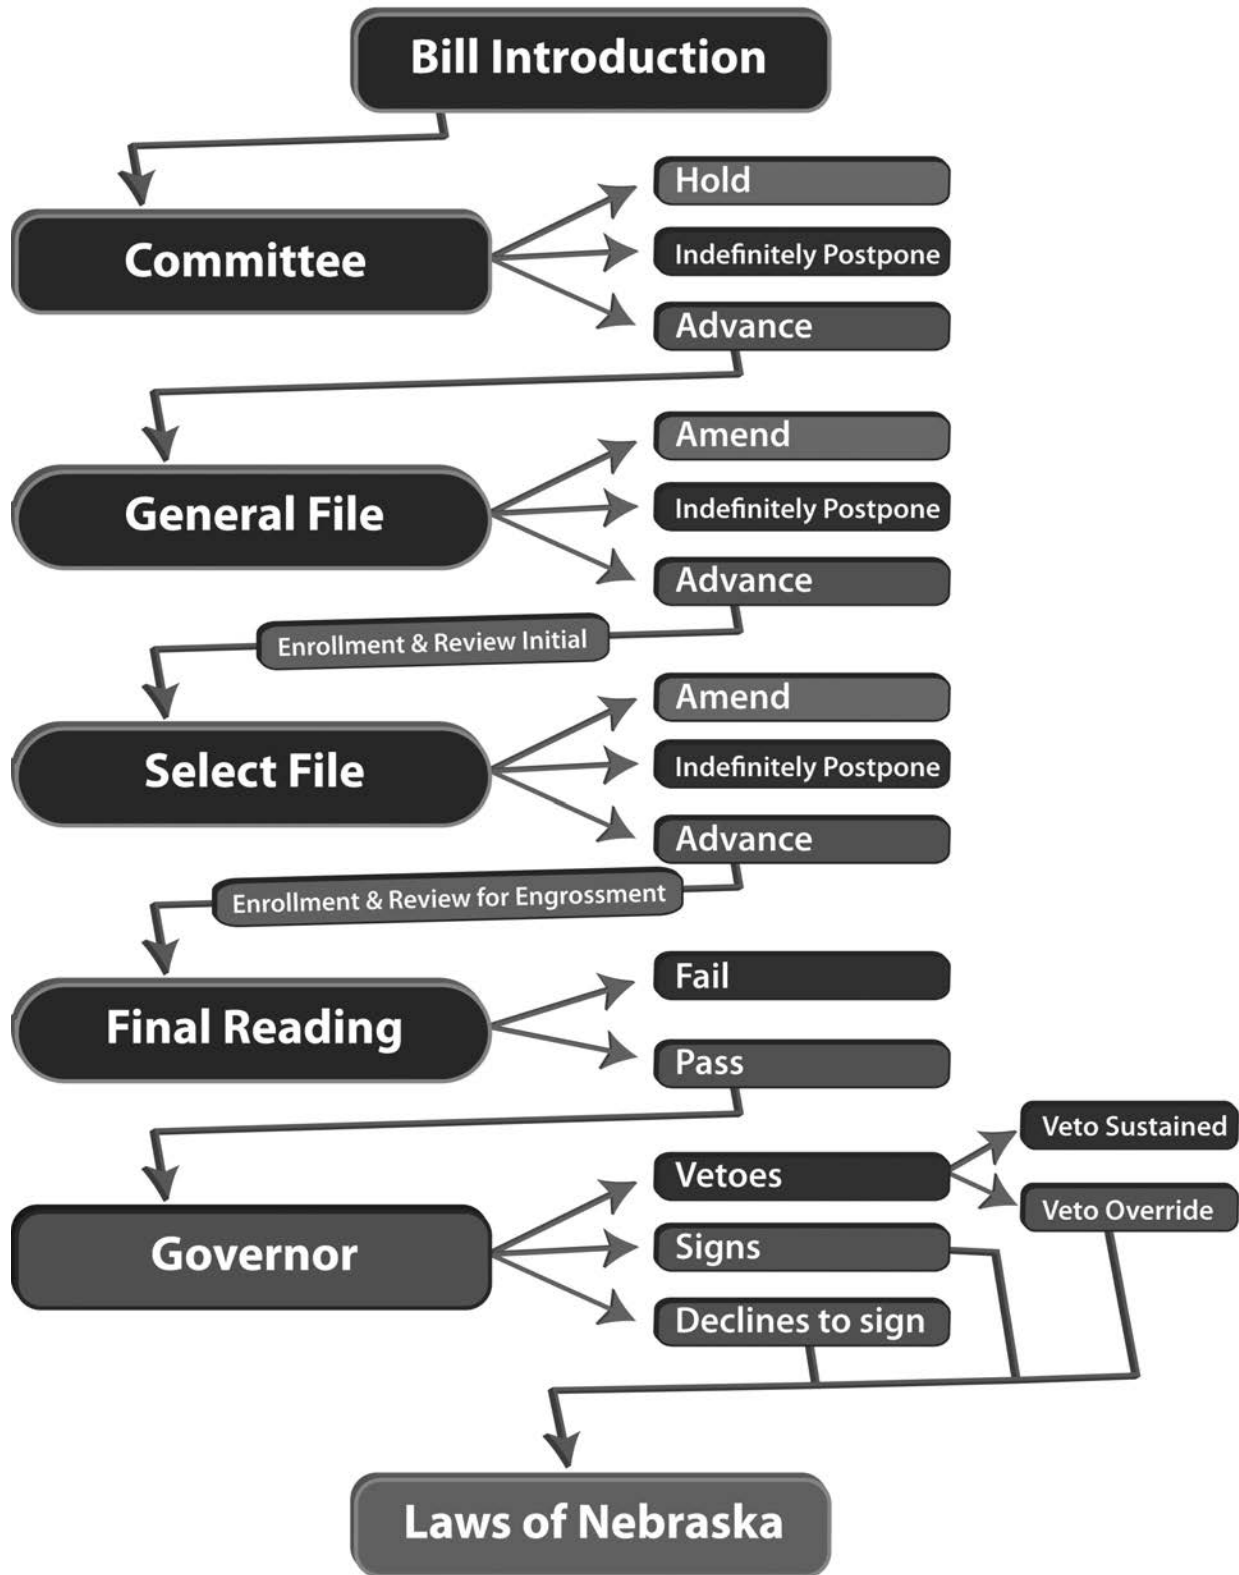 Bill Introduction
Committee
Hold
Indefinitely Postpone
Advance
General File
Amend
Indefinitely Postpone
Advance
Enrollment & Review Initial
Select File
Amend
Indefinitely Postpone
Advance
Enrollment & Review for Engrossment
Final Reading
Fail
Pass
Governor
Vetoes
Veto Sustained
Veto Override
Signs
Declines to sign
Laws of Nebraska